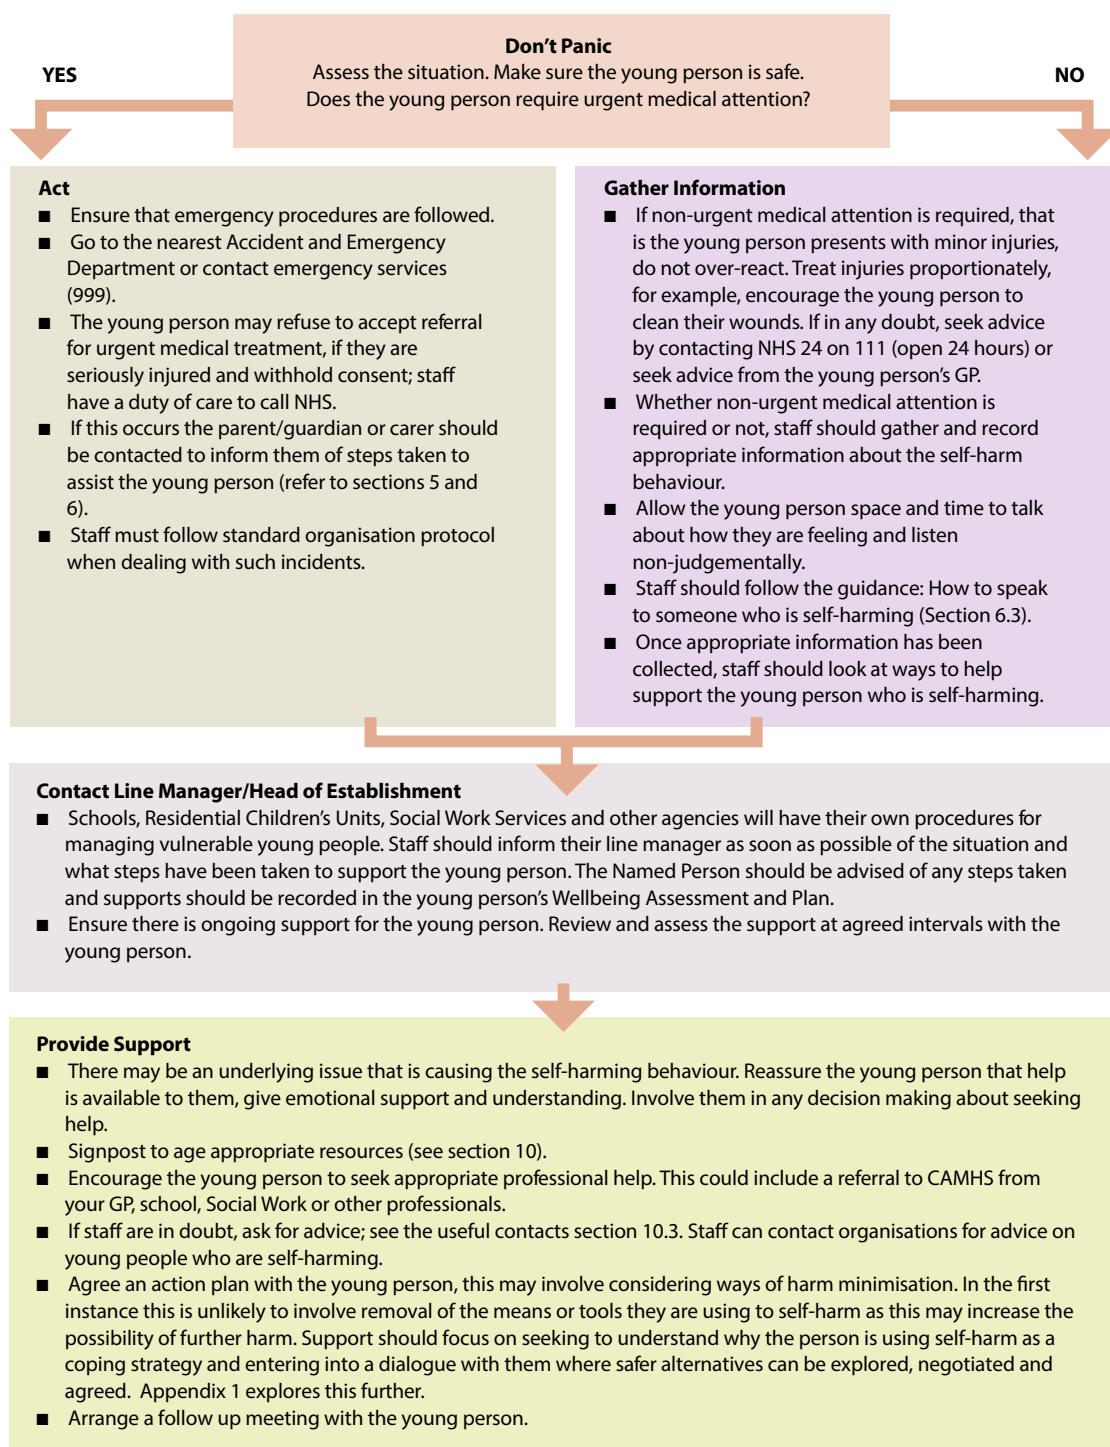 Don't Panic
YES
Assess the situation. Make sure the young person is safe.
NO
Does the young person require urgent medical attention?
Act
■ Ensure that emergency procedures are followed.
■ Go to the nearest Accident and Emergency
Department or contact emergency services
(999).
■ The young person may refuse to accept referral
for urgent medical treatment, if they are
seriously injured and withhold consent; staff
have a duty of care to call NHS.
■ If this occurs the parent/guardian or carer should
be contacted to inform them of steps taken to
assist the young person (refer to sections 5 and
6).
■ Staff must follow standard organisation protocol
when dealing with such incidents.
Gather Information
■ If non-urgent medical attention is required, that
is the young person presents with minor injuries,
do not over-react. Treat injuries proportionately,
for example, encourage the young person to
clean their wounds. If in any doubt, seek advice
by contacting NHS 24 on 111 (open 24 hours) or
seek advice from the young person's GP.
■ Whether non-urgent medical attention is
required or not, staff should gather and record
appropriate information about the self-harm
behaviour.
■ Allow the young person space and time to talk
about how they are feeling and listen
non-judgementally.
■ Staff should follow the guidance: How to speak
to someone who is self-harming (Section 6.3).
■ Once appropriate information has been
collected, staff should look at ways to help
support the young person who is self-harming.
Contact Line Manager/Head of Establishment
■ Schools, Residential Children's Units, Social Work Services and other agencies will have their own procedures for
managing vulnerable young people. Staff should inform their line manager as soon as possible of the situation and
what steps have been taken to support the young person. The Named Person should be advised of any steps taken
and supports should be recorded in the young person's Wellbeing Assessment and Plan.
■ Ensure there is ongoing support for the young person. Review and assess the support at agreed intervals with the
young person.
Provide Support
■ There may be an underlying issue that is causing the self-harming behaviour. Reassure the young person that help
is available to them, give emotional support and understanding. Involve them in any decision making about seeking
help.
■ Signpost to age appropriate resources (see section 10).
■ Encourage the young person to seek appropriate professional help. This could include a referral to CAMHS from
your GP, school, Social Work or other professionals.
■ If staff are in doubt, ask for advice; see the useful contacts section 10.3. Staff can contact organisations for advice on
young people who are self-harming.
■ Agree an action plan with the young person, this may involve considering ways of harm minimisation. In the first
instance this is unlikely to involve removal of the means or tools they are using to self-harm as this may increase the
possibility of further harm. Support should focus on seeking to understand why the person is using self-harm as a
coping strategy and entering into a dialogue with them where safer alternatives can be explored, negotiated and
agreed. Appendix 1 explores this further.
■ Arrange a follow up meeting with the young person.